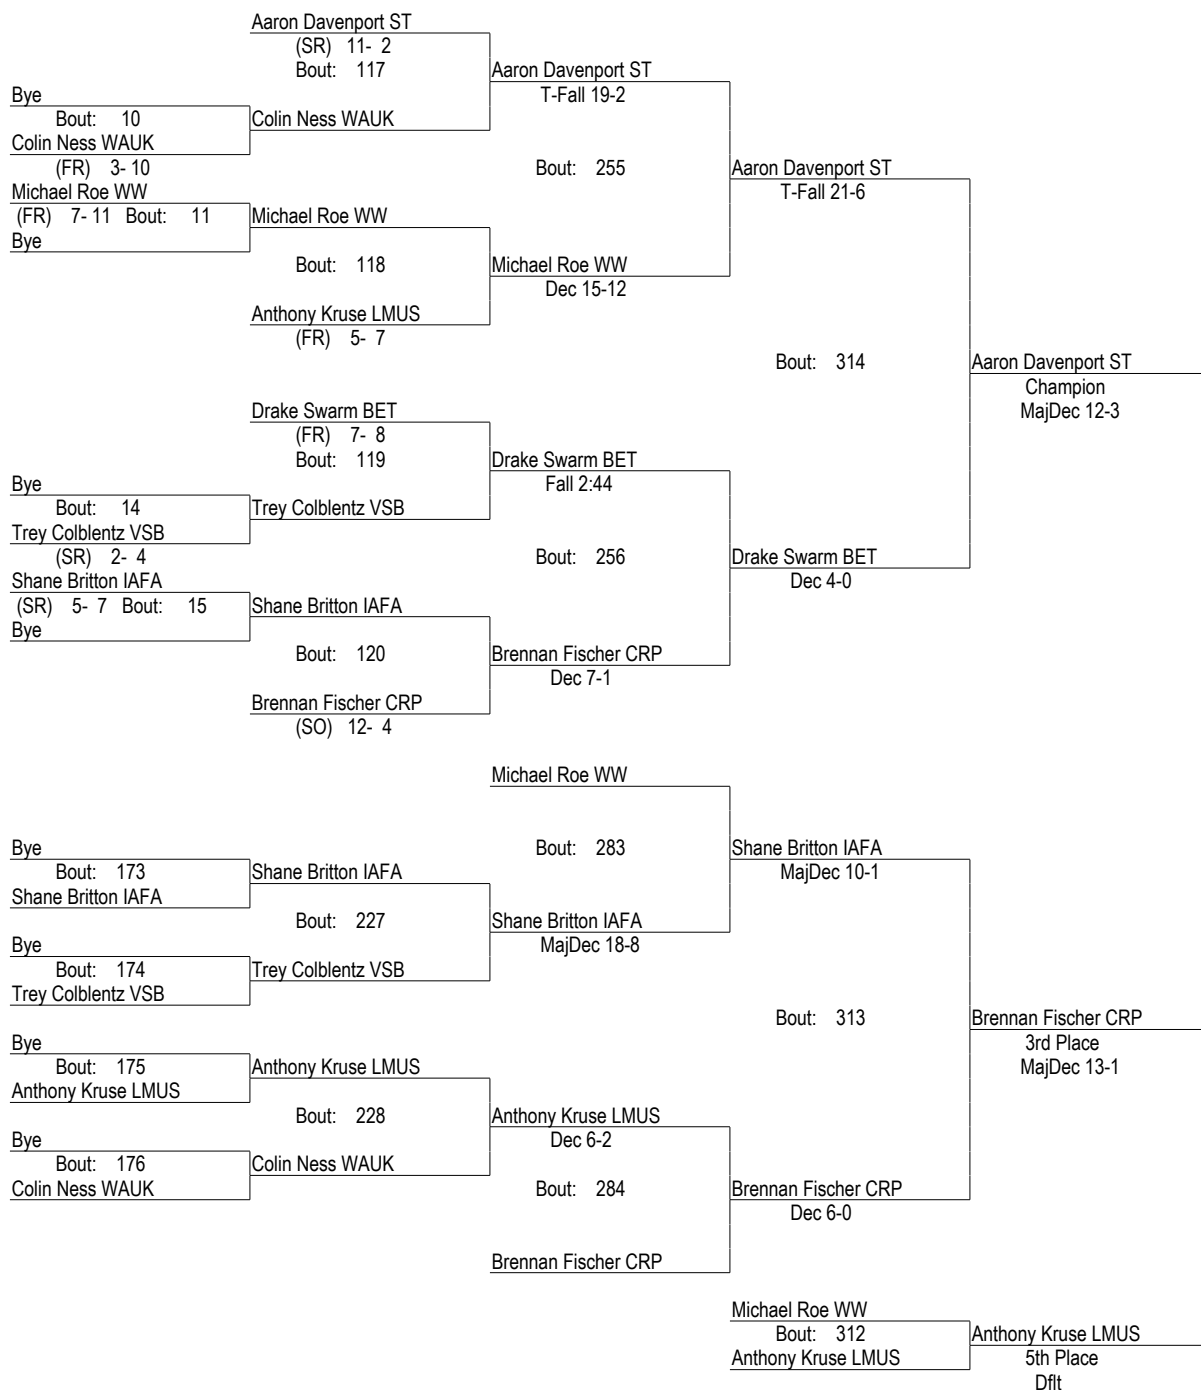 Aaron Davenport ST
(SR) 11- 2
Bout: 117
Aaron Davenport ST
T-Fall 19-2
Bye
Bout: 10
Colin Ness WAUK
Colin Ness WAUK
(FR) 3- 10
Bout: 255
Aaron Davenport ST
T-Fall 21-6
Michael Roe WW
(FR) 7- 11 Bout: 11
Michael Roe WW
Bye
Bout: 118
Michael Roe WW
Dec 15-12
Anthony Kruse LMUS
(FR) 5- 7
Bout: 314
Aaron Davenport ST
Champion
MajDec 12-3
Drake Swarm BET
(FR) 7- 8
Bout: 119
Drake Swarm BET
Fall 2:44
Bye
Bout: 14
Trey Colblentz VSB
Trey Colblentz VSB
(SR) 2- 4
Bout: 256
Drake Swarm BET
Dec 4-0
Shane Britton IAFA
(SR) 5- 7 Bout: 15
Shane Britton IAFA
Bye
Bout: 120
Brennan Fischer CRP
Dec 7-1
Brennan Fischer CRP
(SO) 12- 4
Michael Roe WW
Bye
Bout: 173
Shane Britton IAFA
Shane Britton IAFA
Bout: 283
Shane Britton IAFA
MajDec 10-1
Bout: 227
Shane Britton IAFA
MajDec 18-8
Bye
Bout: 174
Trey Colblentz VSB
Trey Colblentz VSB
Bout: 313
Brennan Fischer CRP
3rd Place
MajDec 13-1
Bye
Bout: 175
Anthony Kruse LMUS
Anthony Kruse LMUS
Bout: 228
Anthony Kruse LMUS
Dec 6-2
Bye
Bout: 176
Colin Ness WAUK
Colin Ness WAUK
Bout: 284
Brennan Fischer CRP
Dec 6-0
Brennan Fischer CRP
Michael Roe WW
Bout: 312
Anthony Kruse LMUS
Anthony Kruse LMUS
5th Place
Dflt